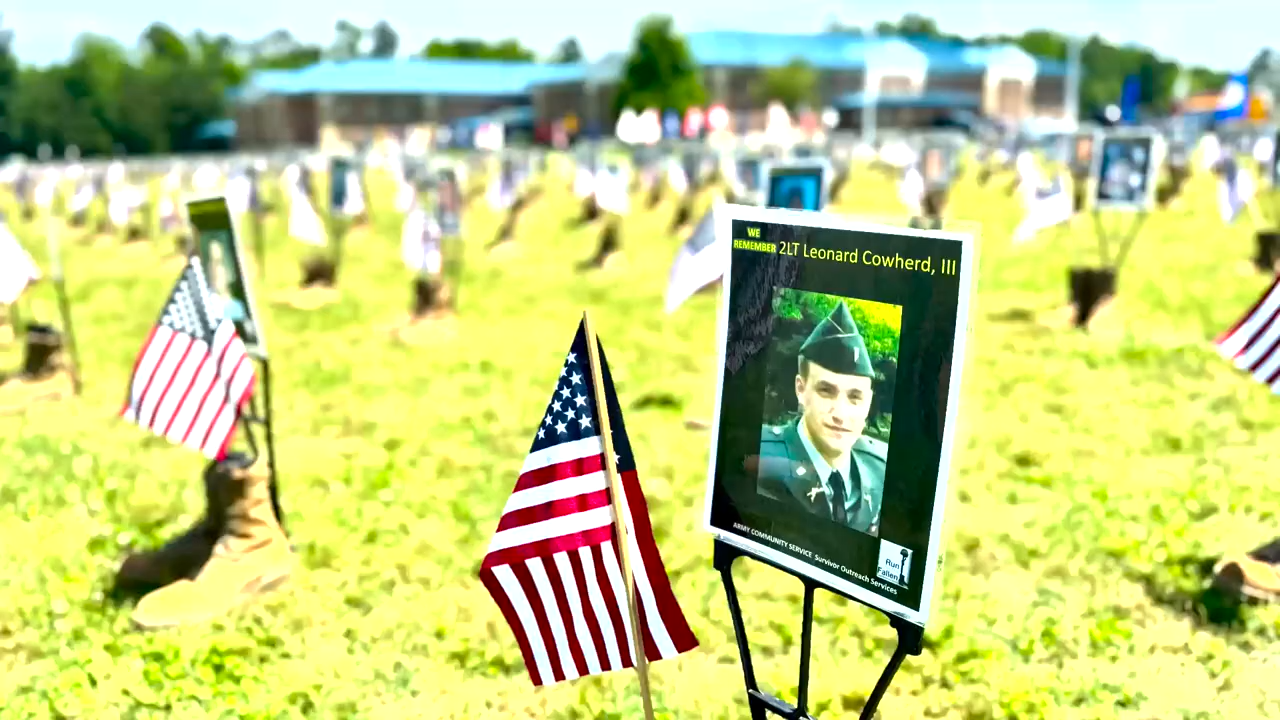 WE
REMEMBER 2LT Leonard Cowherd, III
ARMY COMMUNITY SERVICE Survivor Outreach Services
Run
Fallen